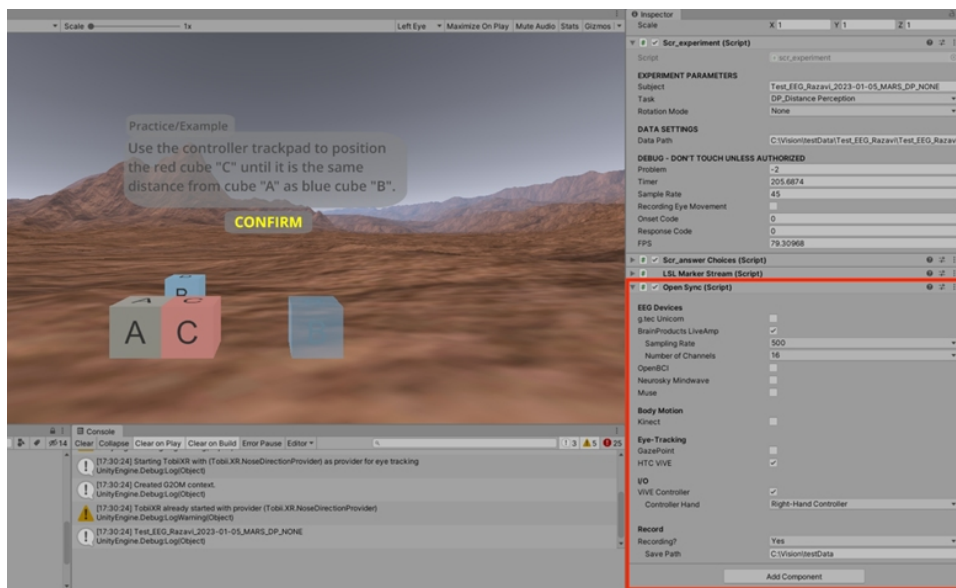 Scale
1x
Left Eye
Maximize On Play
Mute Audio
Stats
Gizmos
Practice/Example
Use the controller trackpad to position
the red cube "C" until it is the same
distance from cube "A" as blue cube "B".
CONFIRM
B
A
C
Console
Clear
Collapse
Clear on Play
Clear on Build
Error Pause
Editor
14
3
5
25
[17:30:24] Starting TobiiXR with (Tobii.XR.NoseDirectionProvider) as provider for eye tracking
UnityEngine.Debug:Log(Object)
[17:30:24] Created G2OM context.
UnityEngine.Debug:Log(Object)
[17:30:24] TobiiXR already started with provider (Tobii.XR.NoseDirectionProvider)
UnityEngine.Debug:LogWarning(Object)
[17:30:24] Test_EEG_Razavi_2023-01-05_MARS_DP_NONE
UnityEngine.Debug:Log(Object)
Inspector
Scale X 1 Y 1 Z 1
Scr_experiment (Script)
Script scr_experiment
EXPERIMENT PARAMETERS
Subject Test_EEG_Razavi_2023-01-05_MARS_DP_NONE
Task DP_Distance Perception
Rotation Mode None
DATA SETTINGS
Data Path C:\Vision\testData\Test_EEG_Razavi\Test_EEG_Razav
DEBUG - DON'T TOUCH UNLESS AUTHORIZED
Problem -2
Timer 205.6874
Sample Rate 45
Recording Eye Movement
Onset Code 0
Response Code 0
FPS 79.30968
Scr_answer Choices (Script)
LSL Marker Stream (Script)
Open Sync (Script)
EEG Devices
g.tec Unicorn
BrainProducts LiveAmp
Sampling Rate 500
Number of Channels 16
OpenBCI
Neurosky Mindwave
Muse
Body Motion
Kinect
Eye-Tracking
GazePoint
HTC VIVE
I/O
VIVE Controller
Controller Hand Right-Hand Controller
Record
Recording? Yes
Save Path C:\Vision\testData
Add Component